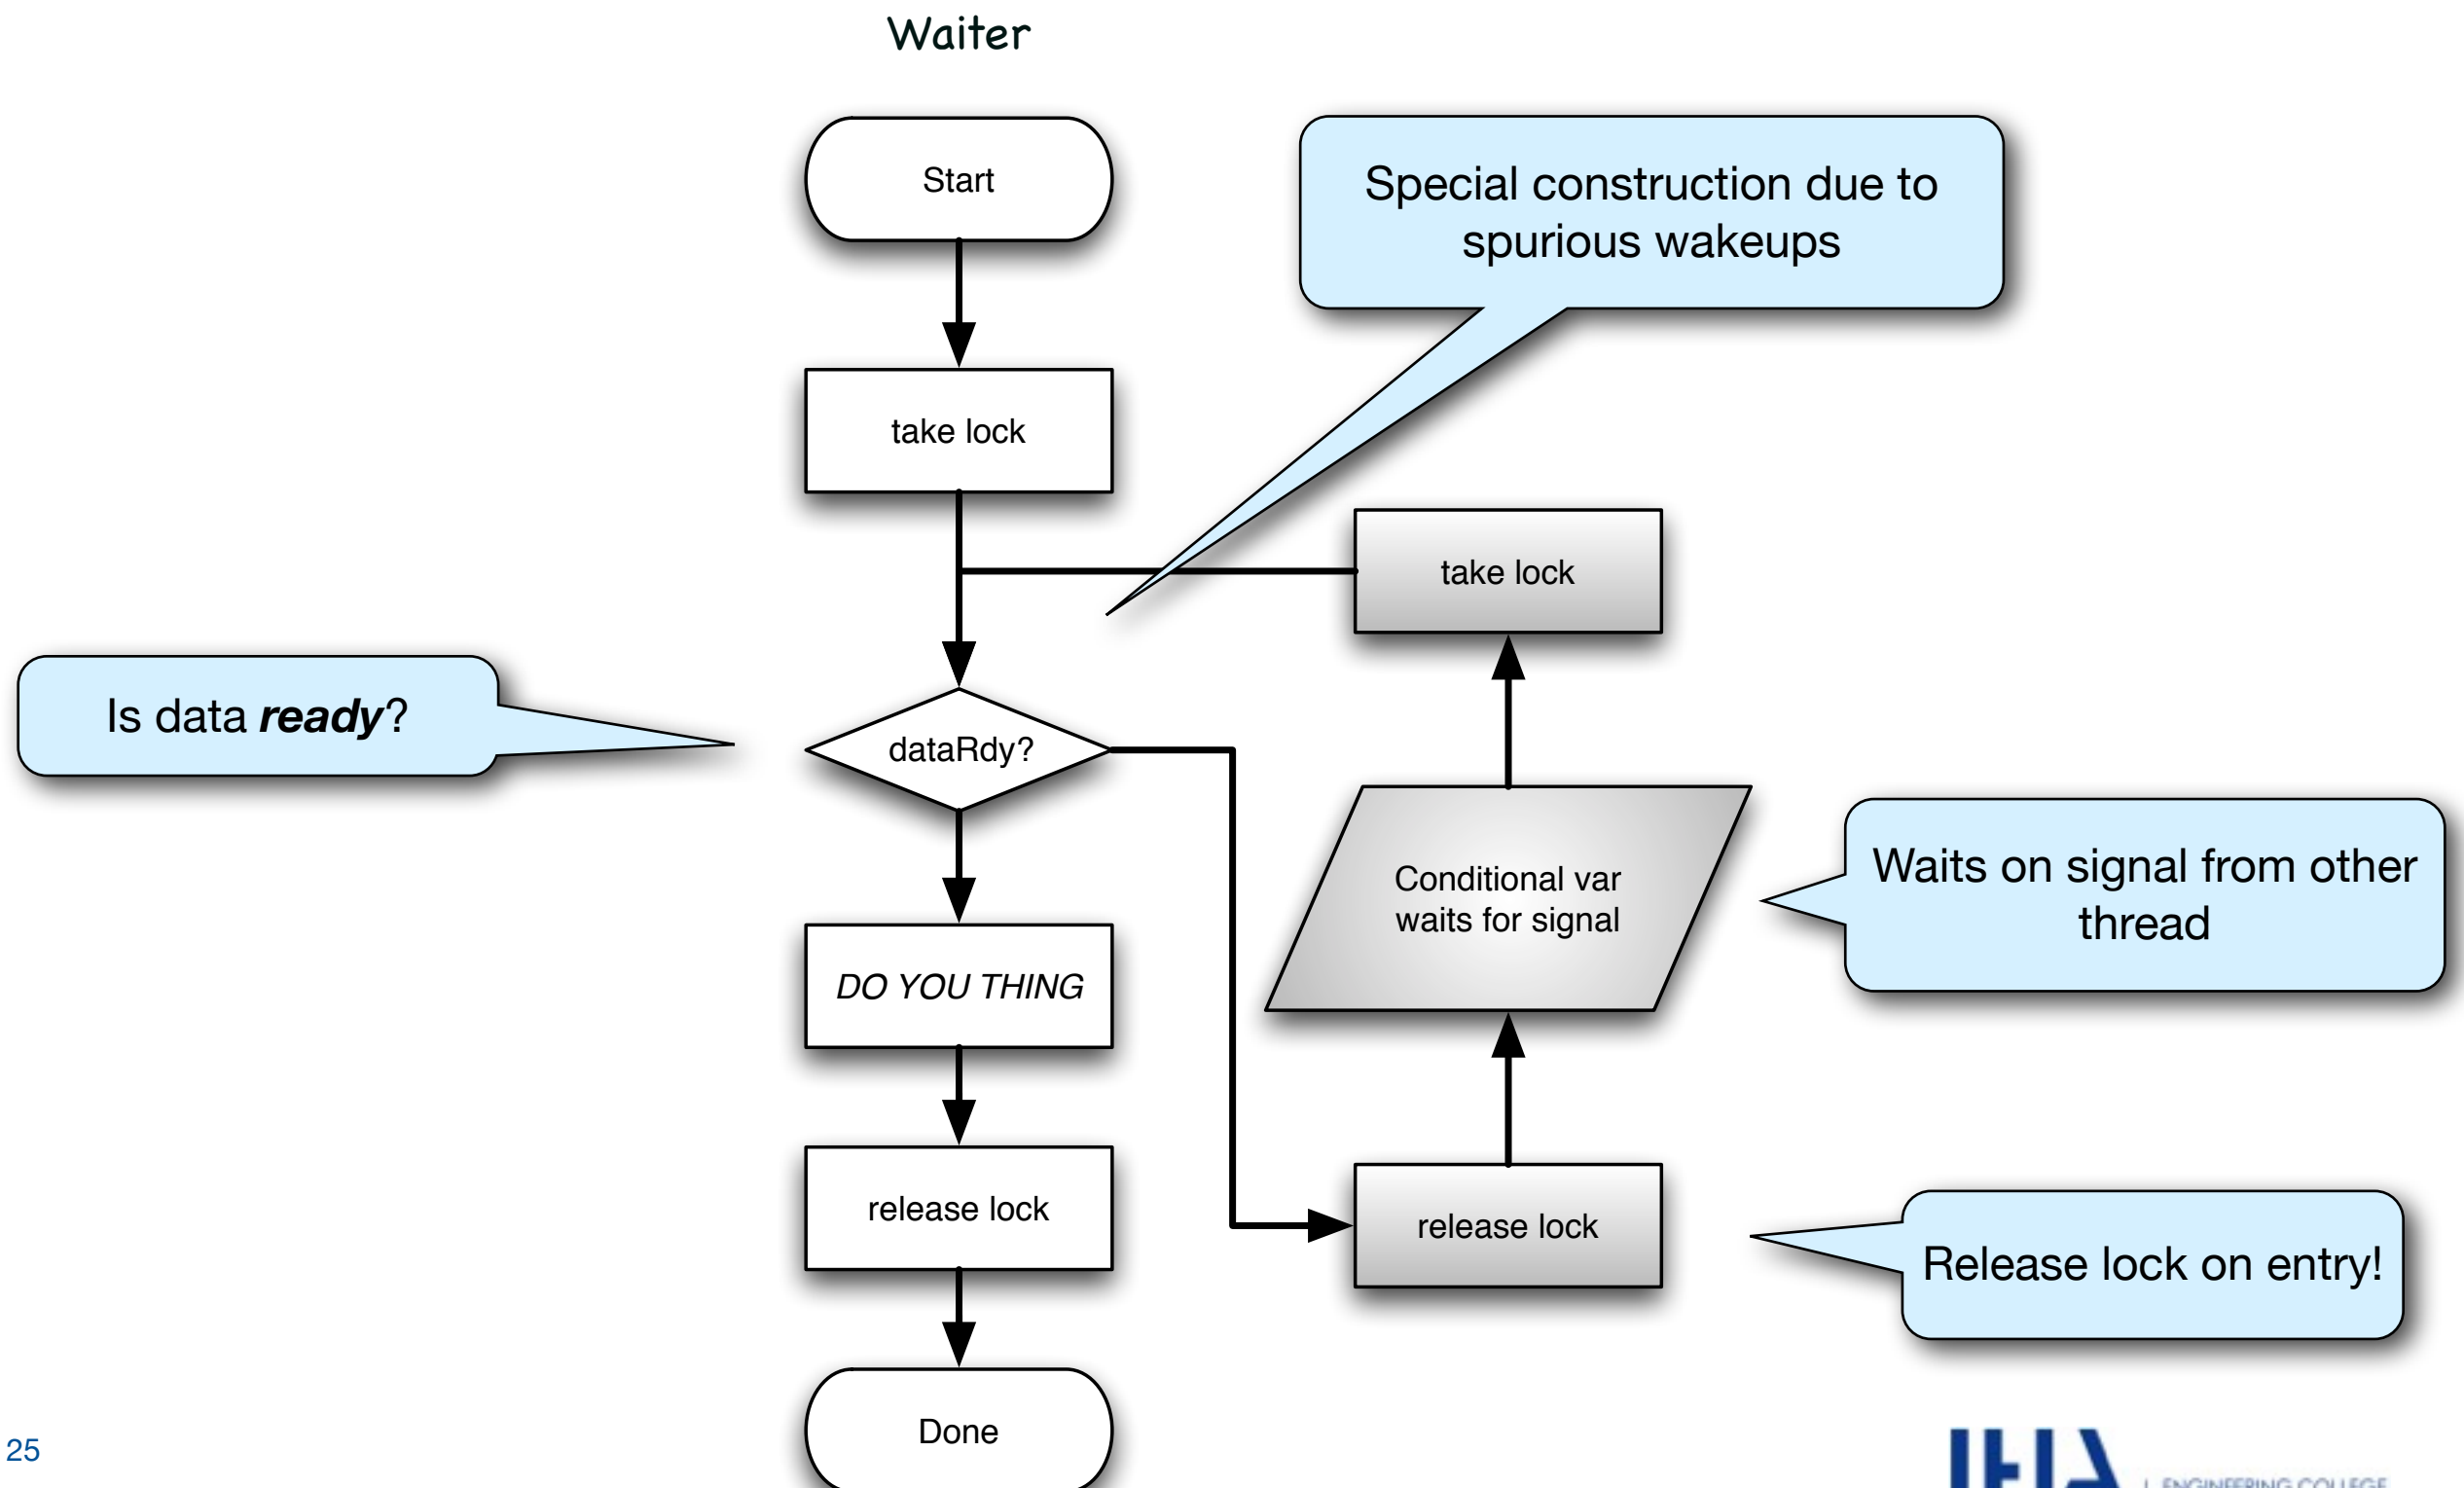 Waiter
Start
Special construction due to
spurious wakeups
take lock
take lock
Is data ready?
dataRdy?
Conditional var
waits for signal
Waits on signal from other
thread
DO YOU THING
release lock
release lock
Release lock on entry!
Done
25
ENGINEERING COLLEGE